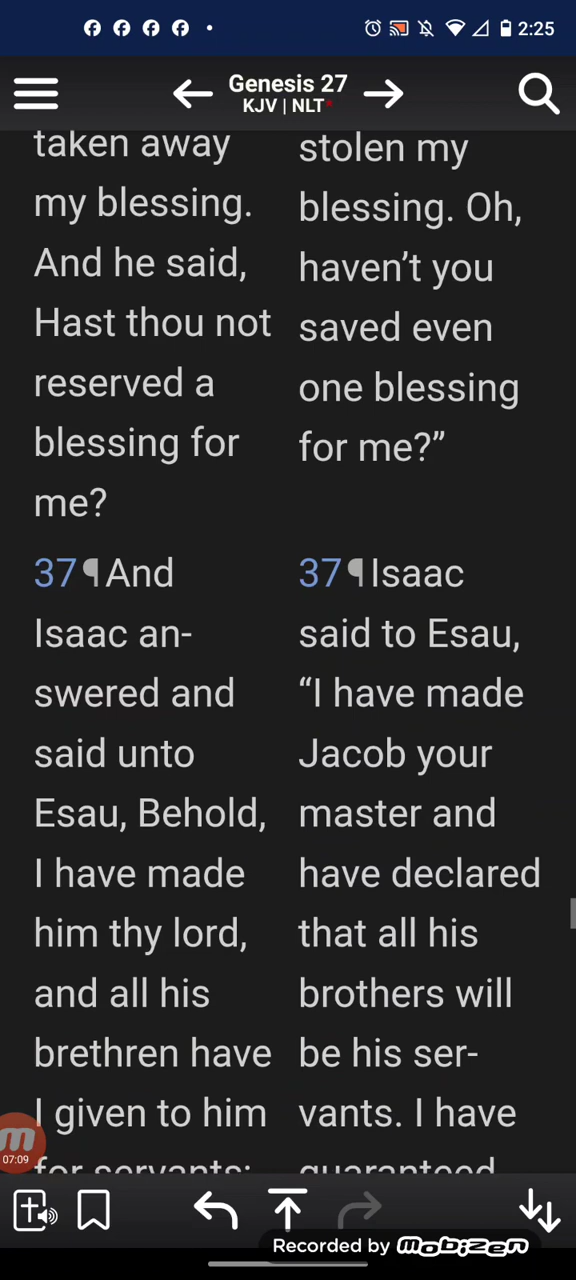 2:25
Genesis 27
KJV | NLT*
taken away
my blessing.
And he said,
Hast thou not
reserved a
blessing for
me?
37 ¶And
Isaac an-
swered and
said unto
Esau, Behold,
I have made
him thy lord,
and all his
brethren have
I given to him
for servants;
stolen my
blessing. Oh,
haven’t you
saved even
one blessing
for me?”
37 ¶Isaac
said to Esau,
“I have made
Jacob your
master and
have declared
that all his
brothers will
be his ser-
vants. I have
guaranteed
07:09
Recorded by Mobizen